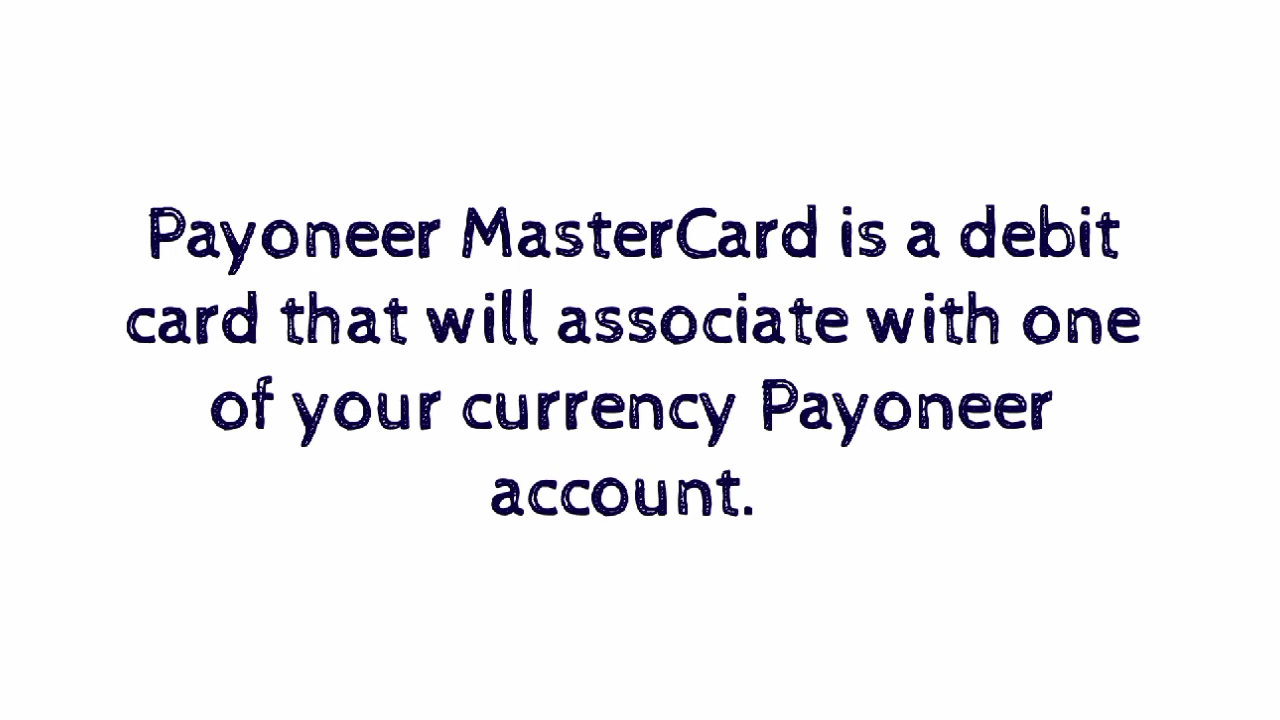 Payoneer MasterCard is a debit
card that will associate with one
of your currency Payoneer
account.